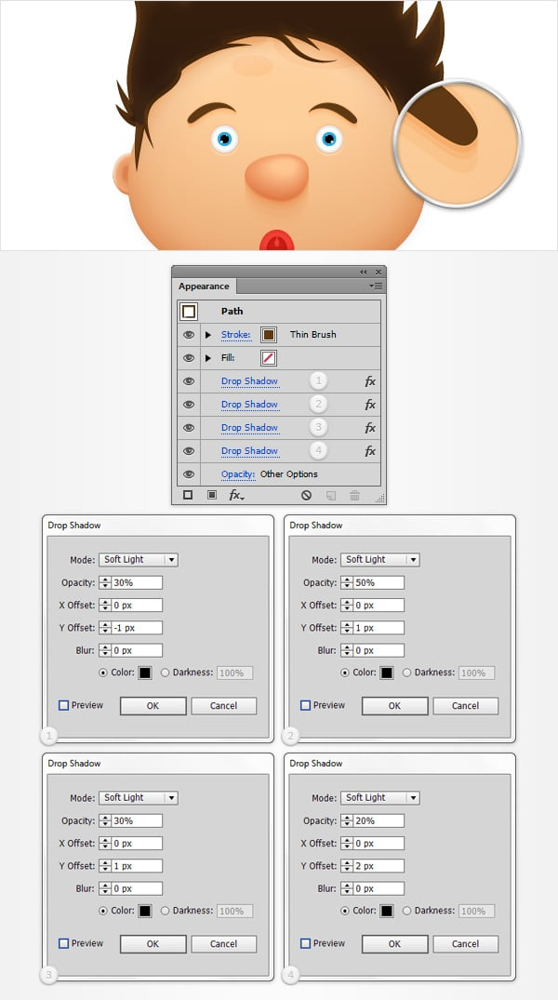 Appearance
Path
Stroke: Thin Brush
Fill:
Drop Shadow 1 fx
Drop Shadow 2 fx
Drop Shadow 3 fx
Drop Shadow 4 fx
Opacity: Other Options
fx
Drop Shadow
Mode: Soft Light
Opacity: 30%
X Offset: 0 px
Y Offset: -1 px
Blur: 0 px
Color: Darkness: 100%
Preview OK Cancel
1
Drop Shadow
Mode: Soft Light
Opacity: 50%
X Offset: 0 px
Y Offset: 1 px
Blur: 0 px
Color: Darkness: 100%
Preview OK Cancel
2
Drop Shadow
Mode: Soft Light
Opacity: 30%
X Offset: 0 px
Y Offset: 1 px
Blur: 0 px
Color: Darkness: 100%
Preview OK Cancel
3
Drop Shadow
Mode: Soft Light
Opacity: 20%
X Offset: 0 px
Y Offset: 2 px
Blur: 0 px
Color: Darkness: 100%
Preview OK Cancel
4